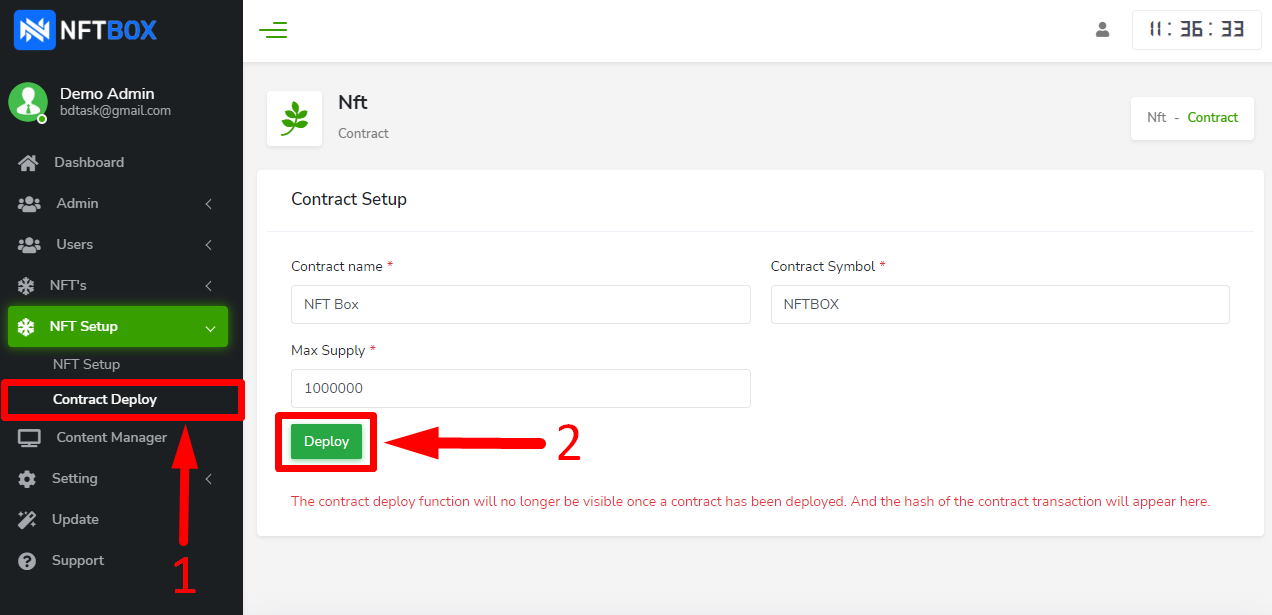 NFTBOX
Demo Admin
bdtask@gmail.com
Dashboard
Admin
Users
NFT's
NFT Setup
NFT Setup
Contract Deploy
Content Manager
Setting
Update
Support
1
11:36:33
Nft
Contract
Nft - Contract
Contract Setup
Contract name *
NFT Box
Contract Symbol *
NFTBOX
Max Supply *
1000000
Deploy
2
The contract deploy function will no longer be visible once a contract has been deployed. And the hash of the contract transaction will appear here.